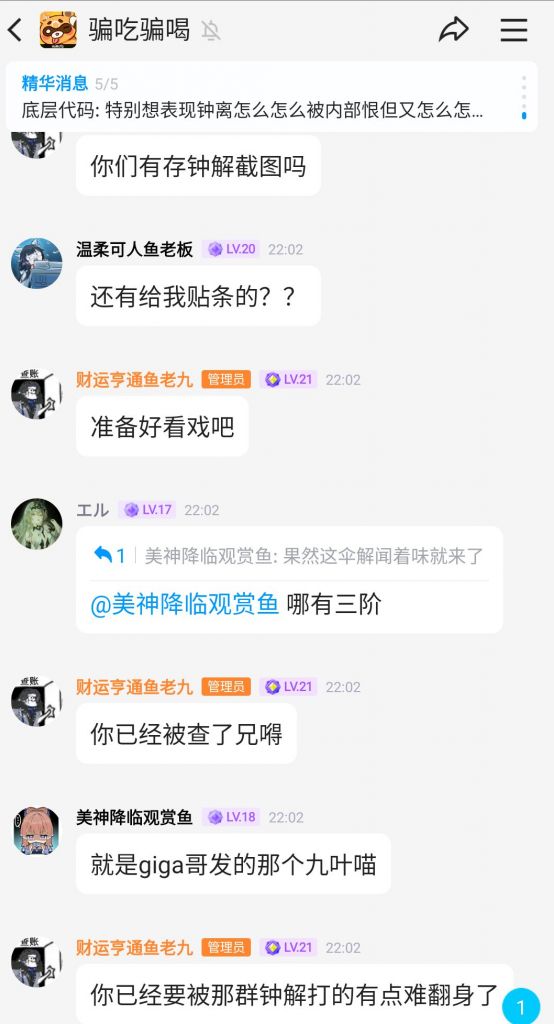 骗吃骗喝
精华消息 5/5
底层代码: 特别想表现钟离怎么怎么被内部恨但又怎么怎...
你们有存钟解截图吗
温柔可人鱼老板 LV.20 22:02
还有给我贴条的？？
查账
财运亨通鱼老九 管理员 LV.21 22:02
准备好看戏吧
エル LV.17 22:02
1 美神降临观赏鱼: 果然这伞解闻着味就来了
@美神降临观赏鱼 哪有三阶
查账
财运亨通鱼老九 管理员 LV.21 22:02
你已经被查了兄嘚
美神降临观赏鱼 LV.18 22:02
就是giga哥发的那个九叶喵
查账
财运亨通鱼老九 管理员 LV.21 22:02
你已经要被那群钟解打的有点难翻身了
1